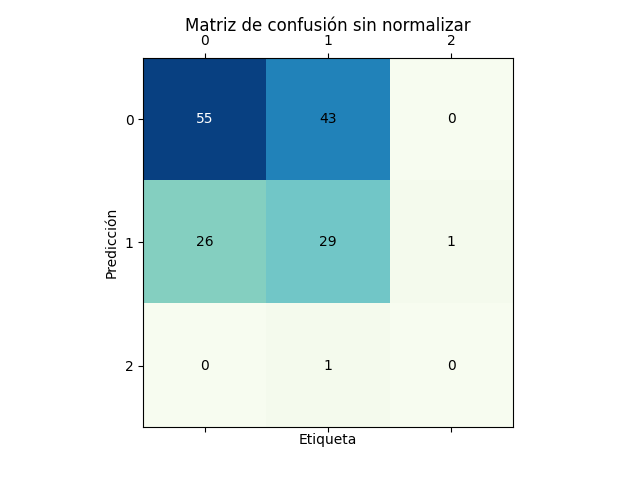 Matriz de confusión sin normalizar
0 1 2
0 55 43 0
Predicción
1 26 29 1
2 0 1 0
Etiqueta